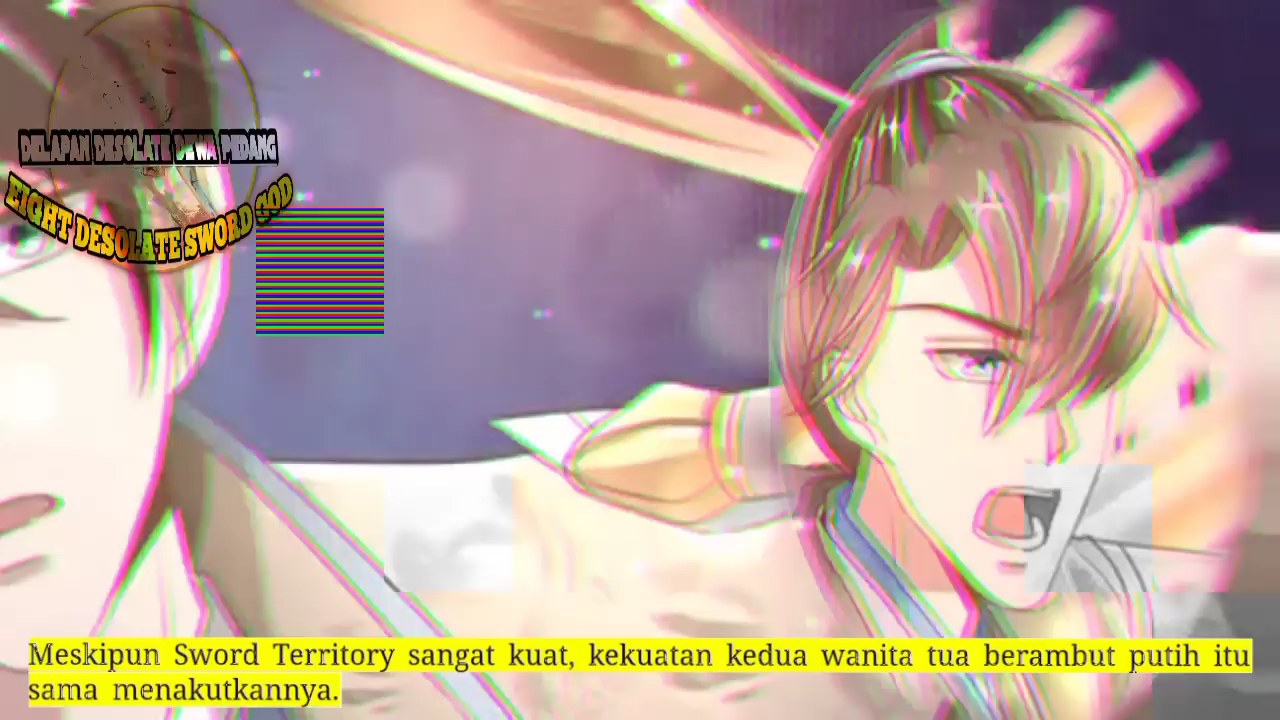 DELAPAN DESOLATE DEWA PEDANG
EIGHT DESOLATE SWORD GOD
Meskipun Sword Territory sangat kuat, kekuatan kedua wanita tua berambut putih itu
sama menakutkannya.